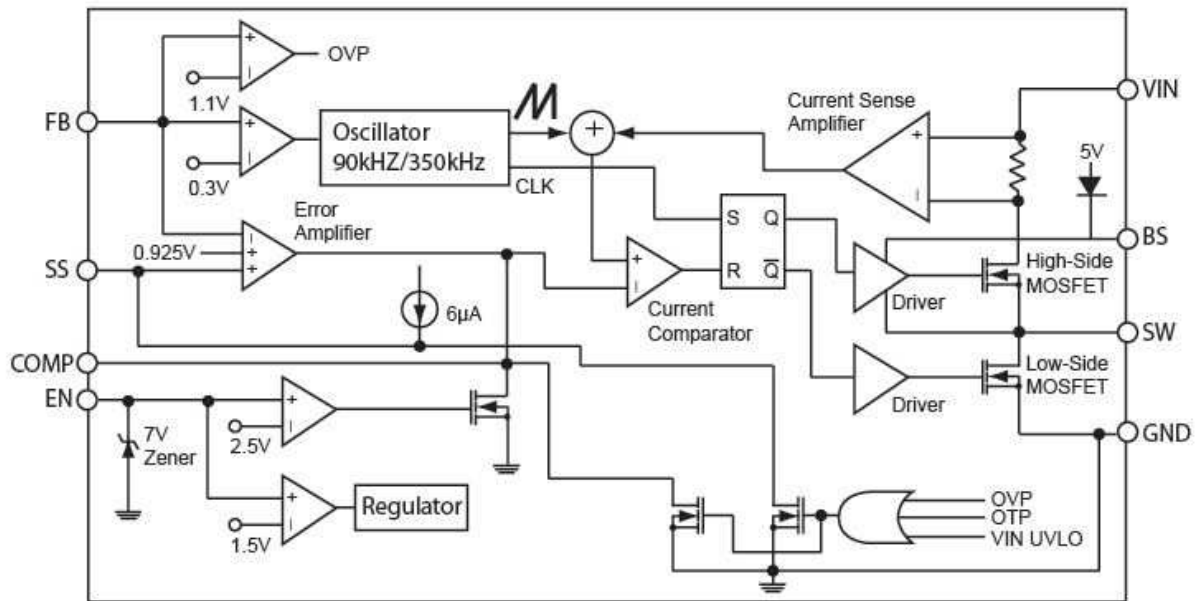 OVP
1.1V
FB
0.3V
Oscillator
90kHZ/350kHz
CLK
Current Sense
Amplifier
VIN
5V
Error
Amplifier
0.925V
SS
S Q
R Q̅
Current
Comparator
6µA
BS
High-Side
MOSFET
Driver
SW
COMP
EN
7V
Zener
2.5V
Low-Side
MOSFET
Driver
GND
Regulator
1.5V
OVP
OTP
VIN UVLO